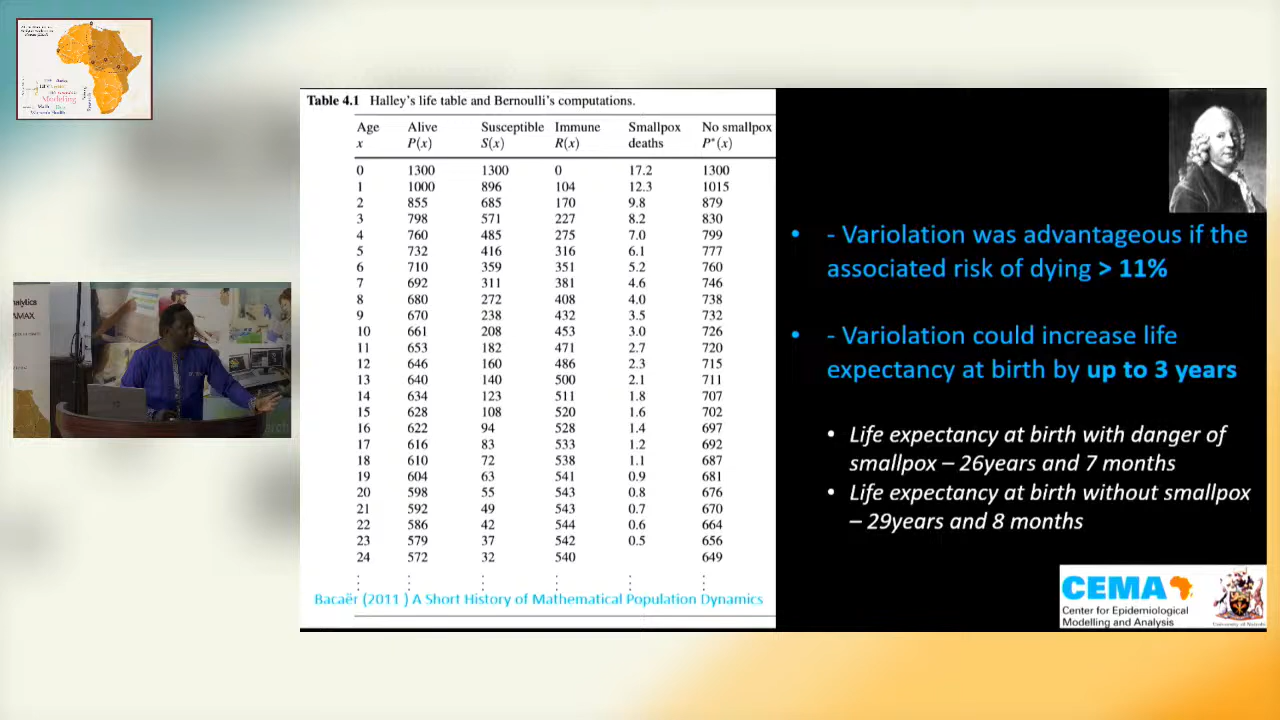 Modeling
Women's Health
alytica
AMAX
arch
Table 4.1 Halley's life table and Bernoulli's computations.
Age Alive Susceptible Immune Smallpox No smallpox
x P(x) S(x) R(x) deaths P*(x)
0 1300 1300 0 17.2 1300
1 1000 896 104 12.3 1015
2 855 685 170 9.8 879
3 798 571 227 8.2 830
4 760 485 275 7.0 799
5 732 416 316 6.1 777
6 710 359 351 5.2 760
7 692 311 381 4.6 746
8 680 272 408 4.0 738
9 670 238 432 3.5 732
10 661 208 453 3.0 726
11 653 182 471 2.7 720
12 646 160 486 2.3 715
13 640 140 500 2.1 711
14 634 123 511 1.8 707
15 628 108 520 1.6 702
16 622 94 528 1.4 697
17 616 83 533 1.2 692
18 610 72 538 1.1 687
19 604 63 541 0.9 681
20 598 55 543 0.8 676
21 592 49 543 0.7 670
22 586 42 544 0.6 664
23 579 37 542 0.5 656
24 572 32 540 649
Bacaër (2011 ) A Short History of Mathematical Population Dynamics
• - Variolation was advantageous if the
associated risk of dying > 11%
• - Variolation could increase life
expectancy at birth by up to 3 years
• Life expectancy at birth with danger of
smallpox – 26years and 7 months
• Life expectancy at birth without smallpox
– 29years and 8 months
CEMA
Center for Epidemiological
Modelling and Analysis
University of Nairobi